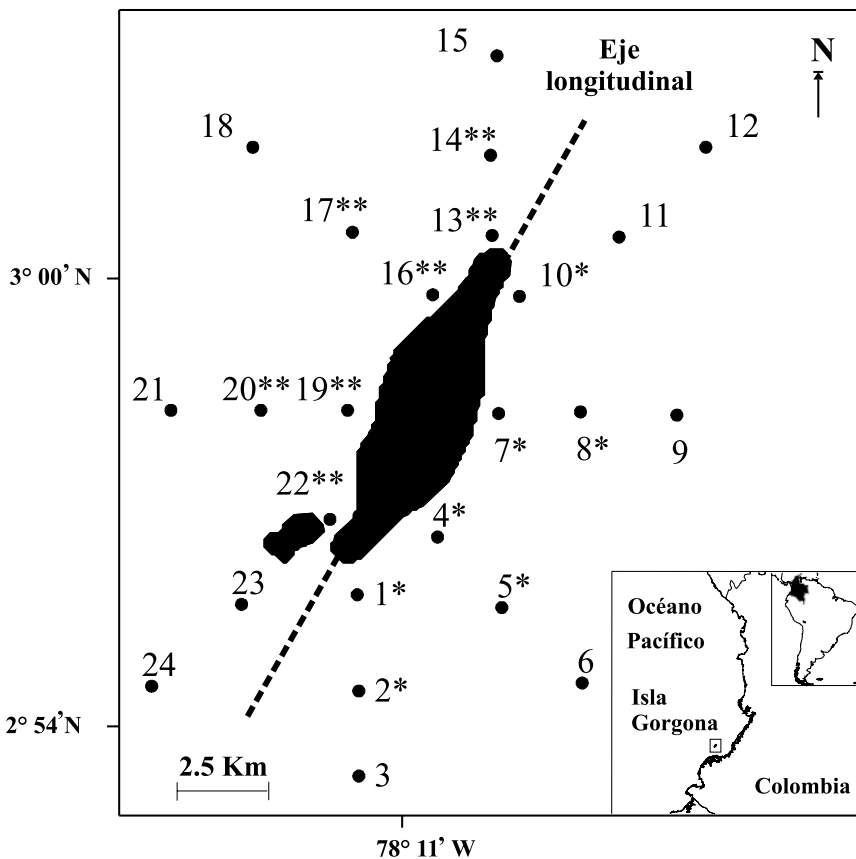 15
Eje
longitudinal
N
18
14**
12
17**
13**
11
3° 00' N
16**
10*
21
20**
19**
7*
8*
9
22**
4*
23
1*
5*
24
2*
6
2° 54' N
2.5 Km
3
78° 11' W
Océano
Pacífico
Isla
Gorgona
Colombia